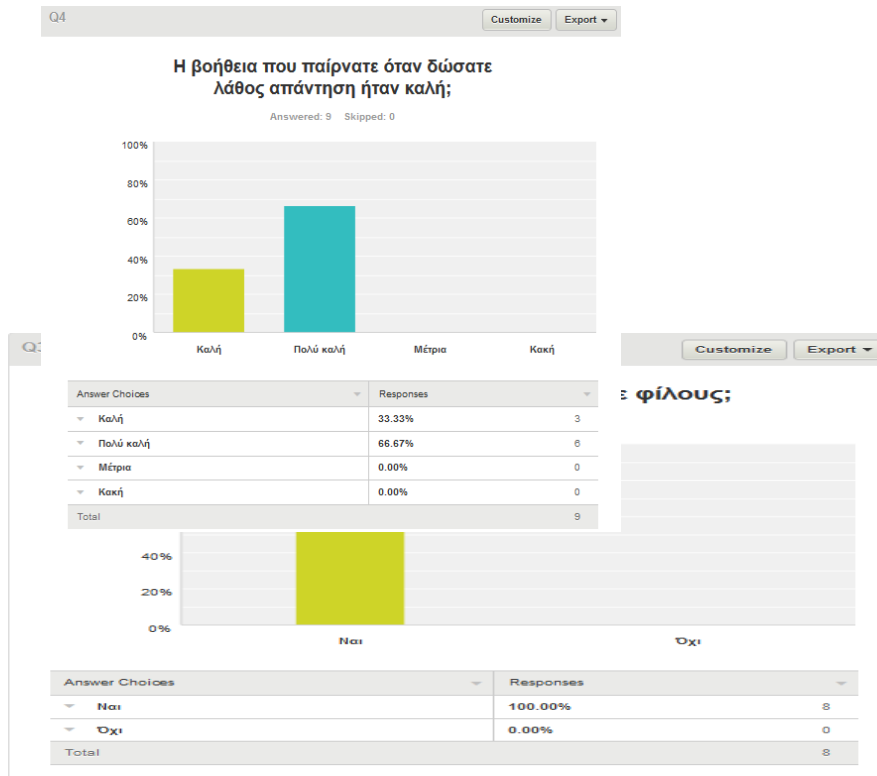 Q4
Customize
Export
Η βοήθεια που παίρνατε όταν δώσατε
λάθος απάντηση ήταν καλή;
Answered: 9 Skipped: 0
100%
80%
60%
40%
20%
0%
Καλή Πολύ καλή Μέτρια Κακή
Answer Choices Responses
Καλή 33.33% 3
Πολύ καλή 66.67% 6
Μέτρια 0.00% 0
Κακή 0.00% 0
Total 9
Customize
Export
φίλους;
40%
20%
0%
Ναι Όχι
Answer Choices Responses
Ναι 100.00% 8
Όχι 0.00% 0
Total 8